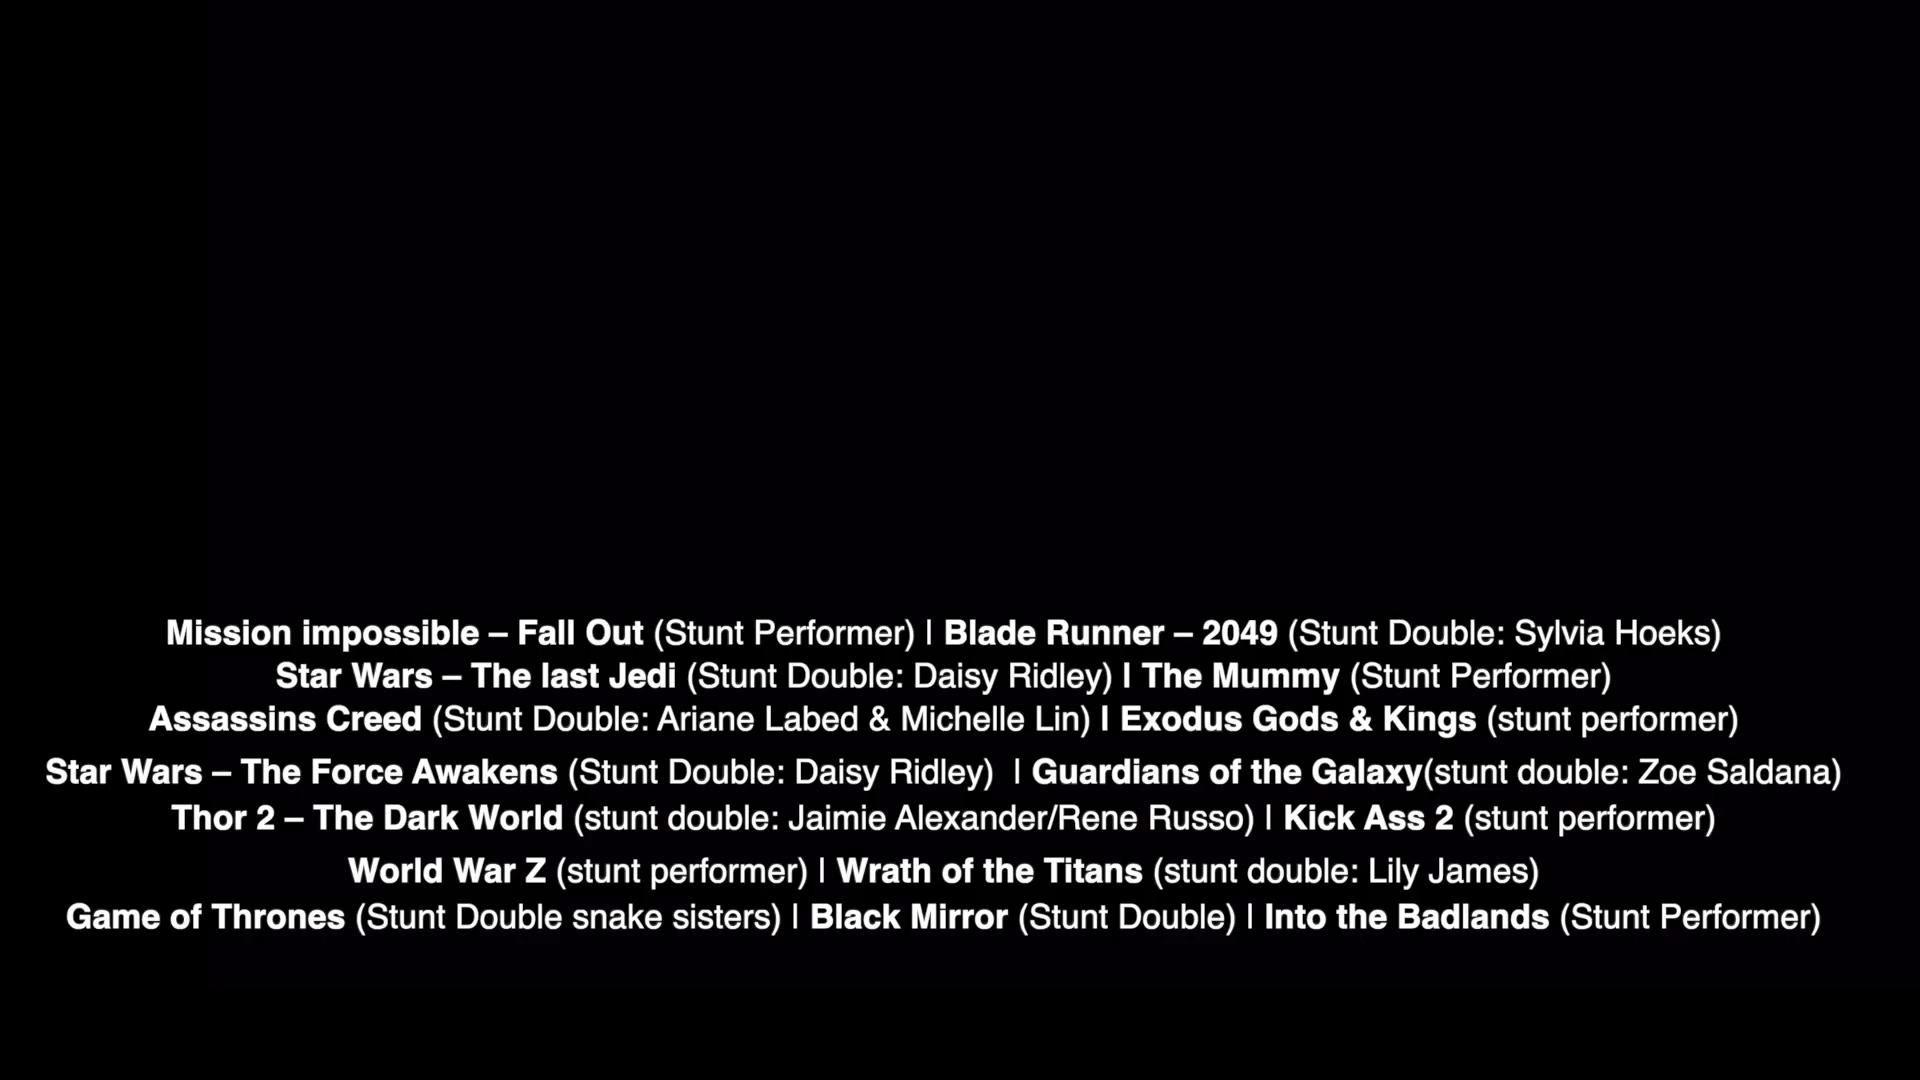 Mission impossible – Fall Out (Stunt Performer) | Blade Runner – 2049 (Stunt Double: Sylvia Hoeks)
Star Wars – The last Jedi (Stunt Double: Daisy Ridley) | The Mummy (Stunt Performer)
Assassins Creed (Stunt Double: Ariane Labed & Michelle Lin) | Exodus Gods & Kings (stunt performer)
Star Wars – The Force Awakens (Stunt Double: Daisy Ridley) | Guardians of the Galaxy(stunt double: Zoe Saldana)
Thor 2 – The Dark World (stunt double: Jaimie Alexander/Rene Russo) | Kick Ass 2 (stunt performer)
World War Z (stunt performer) | Wrath of the Titans (stunt double: Lily James)
Game of Thrones (Stunt Double snake sisters) | Black Mirror (Stunt Double) | Into the Badlands (Stunt Performer)